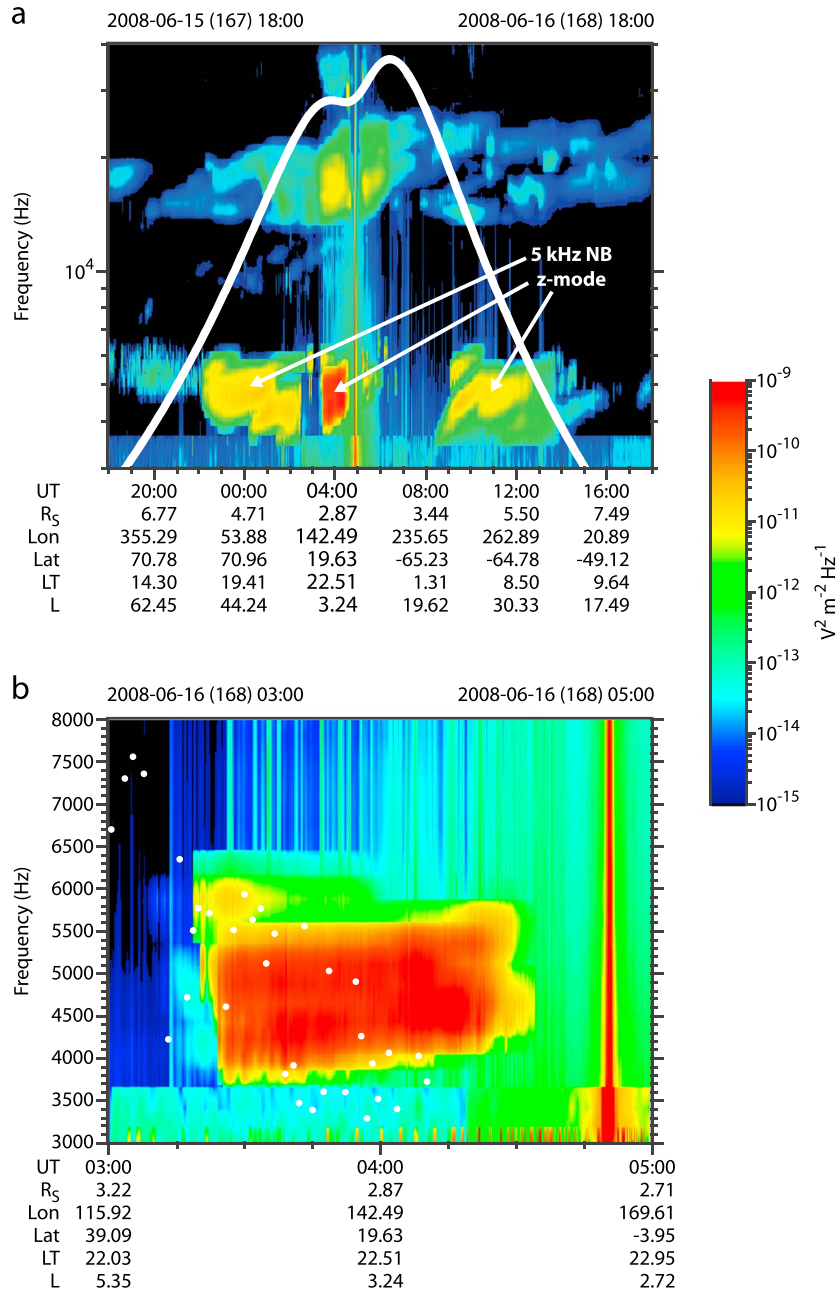 a
2008-06-15 (167) 18:00 2008-06-16 (168) 18:00
Frequency (Hz)
10⁴
5 kHz NB
z-mode
UT 20:00 00:00 04:00 08:00 12:00 16:00
R_S 6.77 4.71 2.87 3.44 5.50 7.49
Lon 355.29 53.88 142.49 235.65 262.89 20.89
Lat 70.78 70.96 19.63 -65.23 -64.78 -49.12
LT 14.30 19.41 22.51 1.31 8.50 9.64
L 62.45 44.24 3.24 19.62 30.33 17.49
10⁻⁹
10⁻¹⁰
10⁻¹¹
10⁻¹²
10⁻¹³
10⁻¹⁴
10⁻¹⁵
V² m⁻² Hz⁻¹
b
2008-06-16 (168) 03:00 2008-06-16 (168) 05:00
Frequency (Hz)
8000
7500
7000
6500
6000
5500
5000
4500
4000
3500
3000
UT 03:00 04:00 05:00
R_S 3.22 2.87 2.71
Lon 115.92 142.49 169.61
Lat 39.09 19.63 -3.95
LT 22.03 22.51 22.95
L 5.35 3.24 2.72